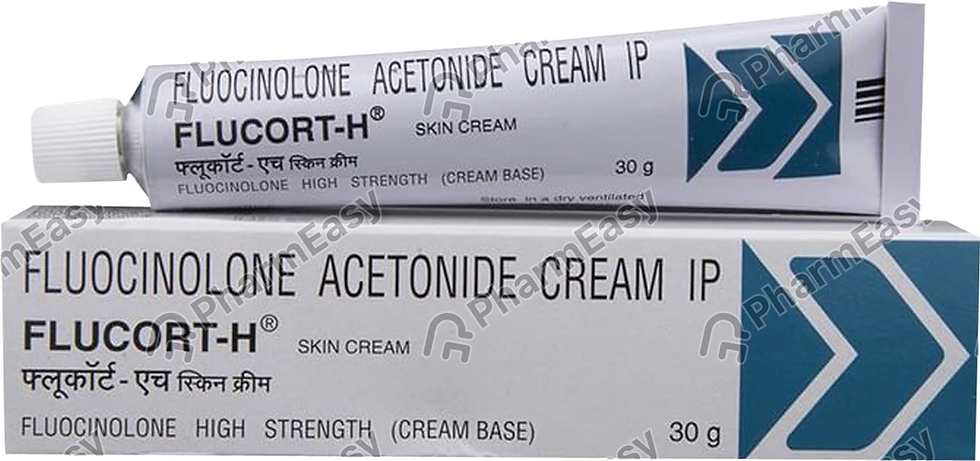 FLUOCINOLONE ACETONIDE CREAM IP
FLUCORT-H® SKIN CREAM
फ्लूकॉर्ट - एच स्किन क्रीम
FLUOCINOLONE HIGH STRENGTH (CREAM BASE) 30 g
Store in a dry ventilated
FLUOCINOLONE ACETONIDE CREAM IP
FLUCORT-H® SKIN CREAM
फ्लूकॉर्ट - एच स्किन क्रीम
FLUOCINOLONE HIGH STRENGTH (CREAM BASE) 30 g
PharmEasy
PharmEasy
PharmEasy
PharmEasy
PharmEasy
PharmEasy